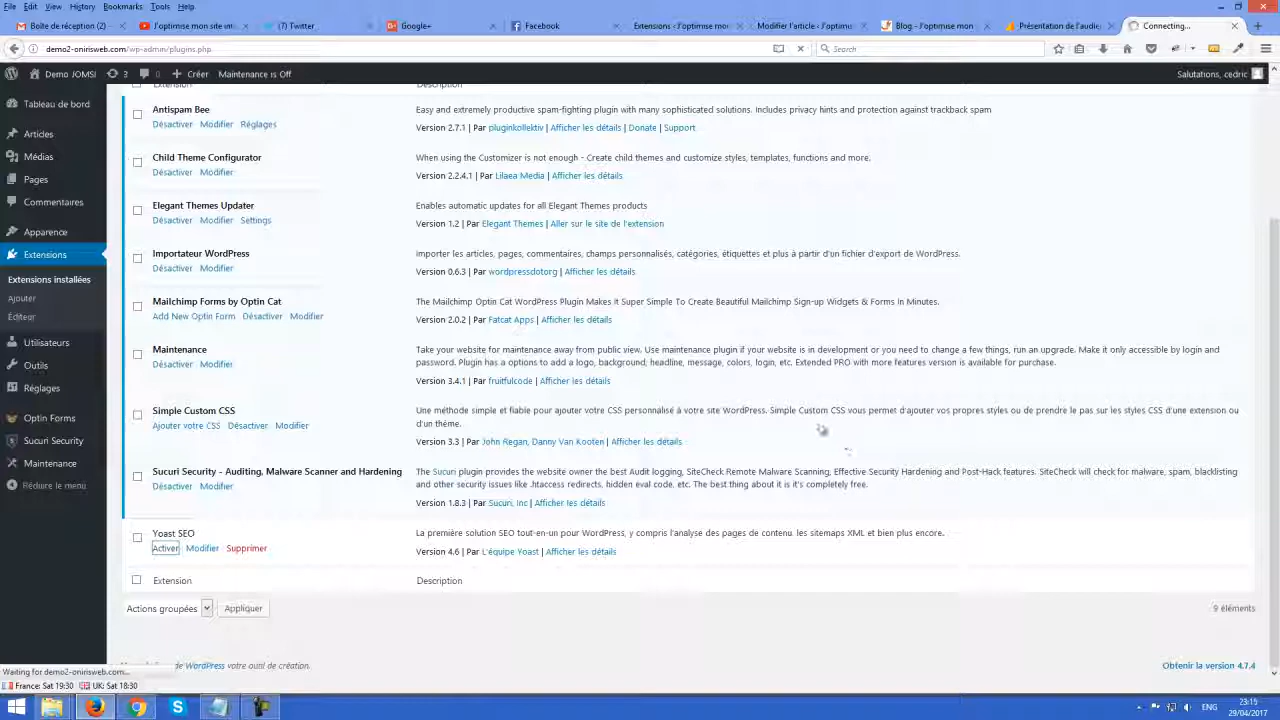 File Edit View History Bookmarks Tools Help
Boîte de réception (2) -
J'optimise mon s
(7) Twitter
Google+
Facebook
Extensions ‹ J'optimise mon
Modifier l'article ‹ J'optimis
Blog - J'optimise mon
Présentation de l'audie
Connecting...
demo2-onirisweb.com/wp-admin/plugins.php
Search
Demo JOMSI 3 0 Créer Maintenance is Off
Salutations, cedric
Extension Description
Tableau de bord
Articles
Médias
Pages
Commentaires
Apparence
Extensions
Extensions installées
Ajouter
Éditeur
Utilisateurs
Outils
Réglages
Optin Forms
Sucuri Security
Maintenance
Réduire le menu
Antispam Bee
Désactiver Modifier Réglages
Easy and extremely productive spam-fighting plugin with many sophisticated solutions. Includes privacy hints and protection against trackback spam
Version 2.7.1 | Par pluginkollektiv | Afficher les détails | Donate | Support
Child Theme Configurator
Désactiver Modifier
When using the Customizer is not enough - Create child themes and customize styles, templates, functions and more.
Version 2.2.4.1 | Par Lilaea Media | Afficher les détails
Elegant Themes Updater
Désactiver Modifier Settings
Enables automatic updates for all Elegant Themes products
Version 1.2 | Par Elegant Themes | Aller sur le site de l'extension
Importateur WordPress
Désactiver Modifier
Importer les articles, pages, commentaires, champs personnalisés, catégories, étiquettes et plus à partir d'un fichier d'export de WordPress.
Version 0.6.3 | Par wordpressdotorg | Afficher les détails
Mailchimp Forms by Optin Cat
Add New Optin Form Désactiver Modifier
The Mailchimp Optin Cat WordPress Plugin Makes It Super Simple To Create Beautiful Mailchimp Sign-up Widgets & Forms In Minutes.
Version 2.0.2 | Par Fatcat Apps | Afficher les détails
Maintenance
Désactiver Modifier
Take your website for maintenance away from public view. Use maintenance plugin if your website is in development or you need to change a few things, run an upgrade. Make it only accessible by login and
password. Plugin has a options to add a logo, background, headline, message, colors, login, etc. Extended PRO with more features version is available for purchase.
Version 3.4.1 | Par fruitfulcode | Afficher les détails
Simple Custom CSS
Ajouter votre CSS Désactiver Modifier
Une méthode simple et fiable pour ajouter votre CSS personnalisé à votre site WordPress. Simple Custom CSS vous permet d'ajouter vos propres styles ou de prendre le pas sur les styles CSS d'une extension ou
d'un thème.
Version 3.3 | Par John Regan, Danny Van Kooten | Afficher les détails
Sucuri Security - Auditing, Malware Scanner and Hardening
Désactiver Modifier
The Sucuri plugin provides the website owner the best Audit logging, SiteCheck Remote Malware Scanning, Effective Security Hardening and Post-Hack features. SiteCheck will check for malware, spam, blacklisting
and other security issues like .htaccess redirects, hidden eval code, etc. The best thing about it is it's completely free.
Version 1.8.3 | Par Sucuri, Inc | Afficher les détails
Yoast SEO
Activer Modifier Supprimer
La première solution SEO tout-en-un pour WordPress, y compris l'analyse des pages de contenu, les sitemaps XML et bien plus encore.
Version 4.6 | Par L'équipe Yoast | Afficher les détails
Extension Description
Actions groupées Appliquer
9 éléments
de WordPress votre outil de création.
Obtenir la version 4.7.4
Waiting for demo2-onirisweb.com...
France: Sat 19:30 UK: Sat 18:30
ENG
23:15
29/04/2017